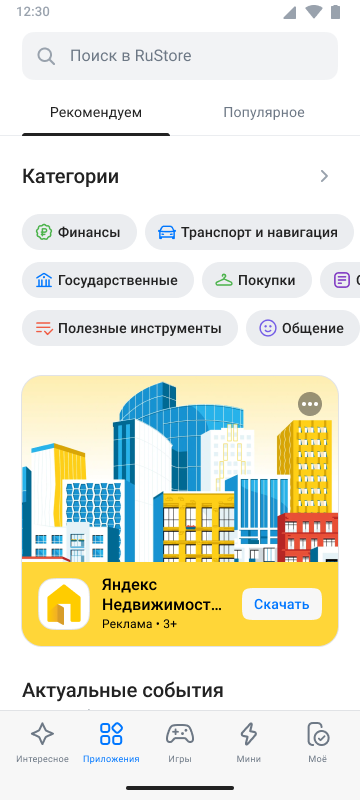 12:30
Поиск в RuStore
Рекомендуем Популярное
Категории
Финансы Транспорт и навигация
Государственные Покупки
Полезные инструменты Общение
Яндекс
Недвижимост...
Реклама • 3+
Скачать
Актуальные события
Интересное Приложения Игры Мини Моё